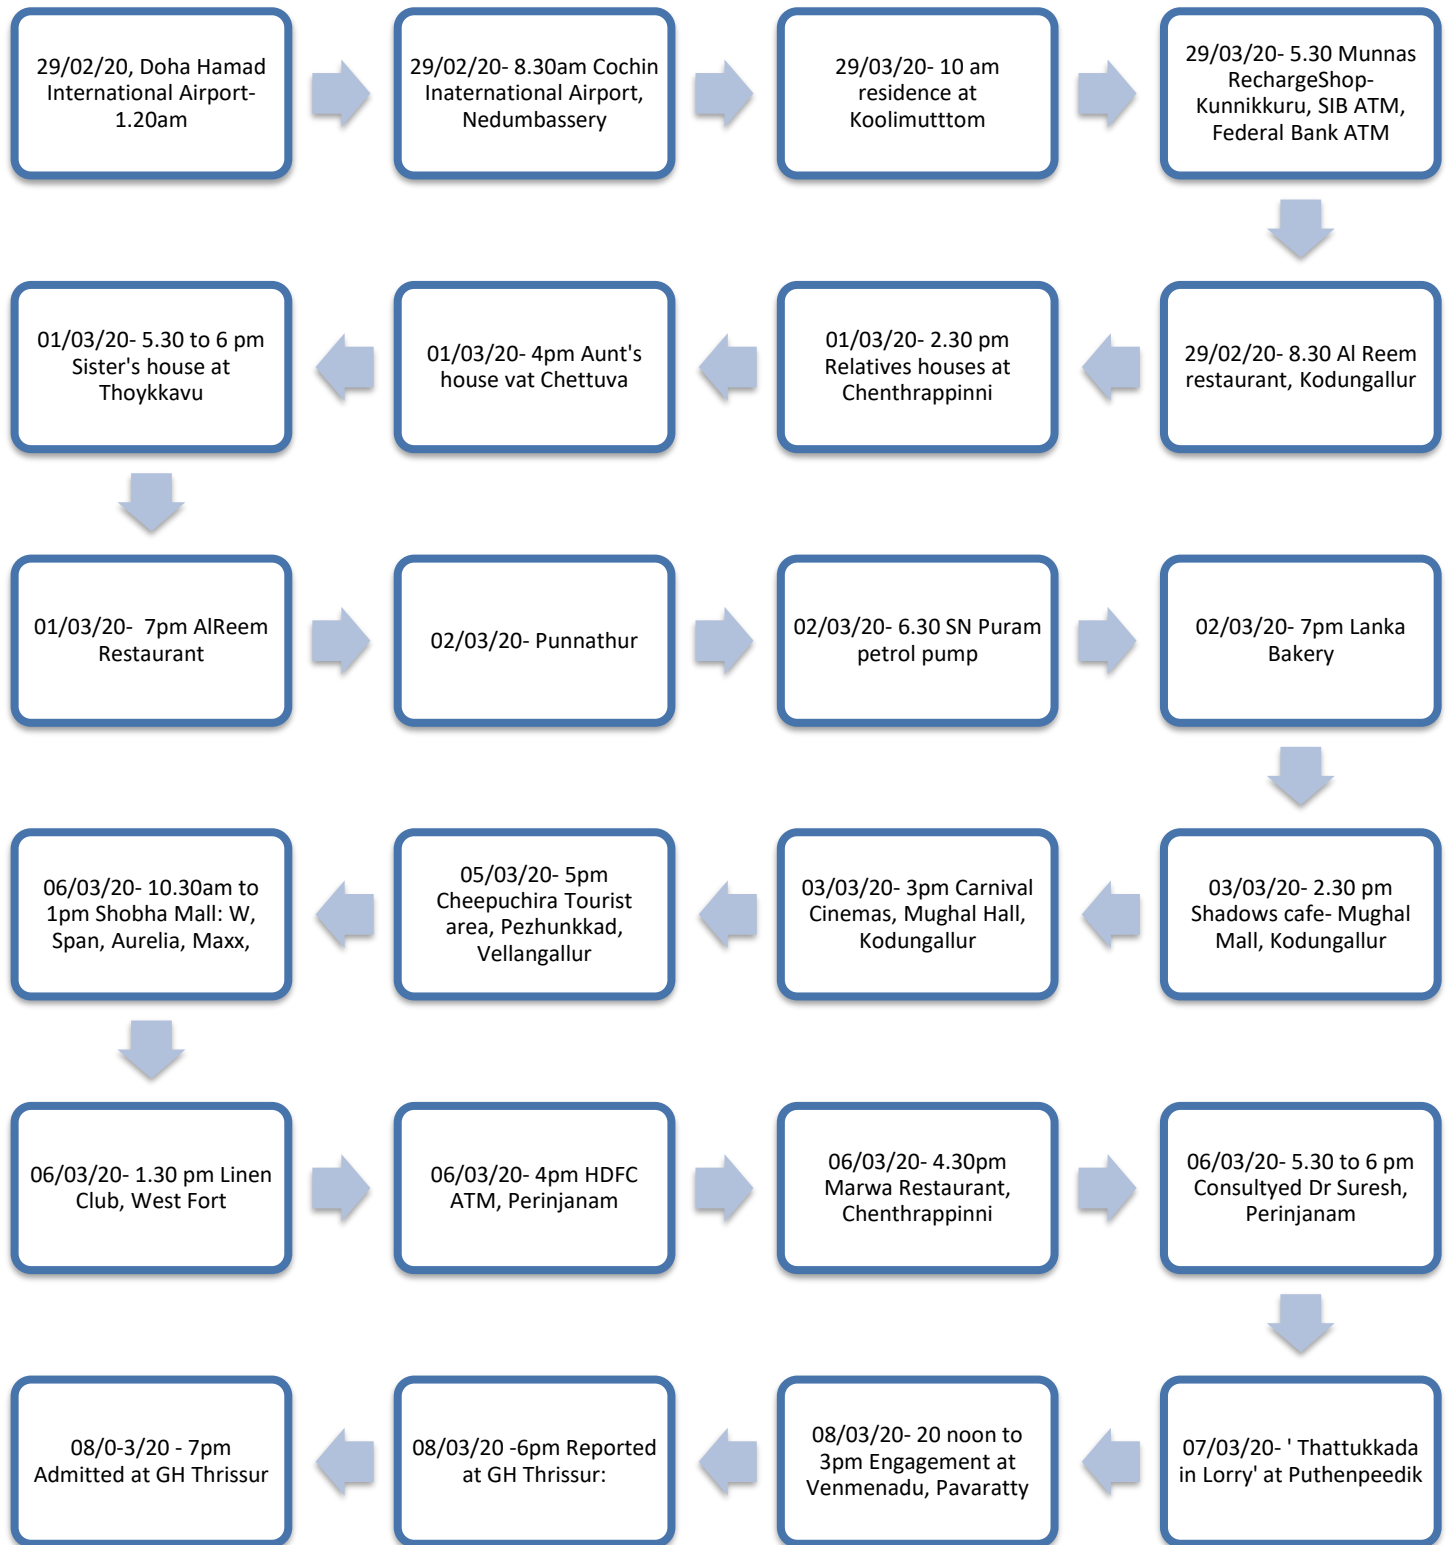 29/02/20, Doha Hamad
International Airport-
1.20am
29/02/20- 8.30am Cochin
Inaternational Airport,
Nedumbassery
29/03/20- 10 am
residence at
Koolimutttom
29/03/20- 5.30 Munnas
RechargeShop-
Kunnikkuru, SIB ATM,
Federal Bank ATM
29/02/20- 8.30 Al Reem
restaurant, Kodungallur
01/03/20- 2.30 pm
Relatives houses at
Chenthrappinni
01/03/20- 4pm Aunt's
house vat Chettuva
01/03/20- 5.30 to 6 pm
Sister's house at
Thoykkavu
01/03/20- 7pm AlReem
Restaurant
02/03/20- Punnathur
02/03/20- 6.30 SN Puram
petrol pump
02/03/20- 7pm Lanka
Bakery
03/03/20- 2.30 pm
Shadows cafe- Mughal
Mall, Kodungallur
03/03/20- 3pm Carnival
Cinemas, Mughal Hall,
Kodungallur
05/03/20- 5pm
Cheepuchira Tourist
area, Pezhunkkad,
Vellangallur
06/03/20- 10.30am to
1pm Shobha Mall: W,
Span, Aurelia, Maxx,
06/03/20- 1.30 pm Linen
Club, West Fort
06/03/20- 4pm HDFC
ATM, Perinjanam
06/03/20- 4.30pm
Marwa Restaurant,
Chenthrappinni
06/03/20- 5.30 to 6 pm
Consultyed Dr Suresh,
Perinjanam
07/03/20- ' Thattukkada
in Lorry' at Puthenpeedik
08/03/20- 20 noon to
3pm Engagement at
Venmenadu, Pavaratty
08/03/20 -6pm Reported
at GH Thrissur:
08/0-3/20 - 7pm
Admitted at GH Thrissur